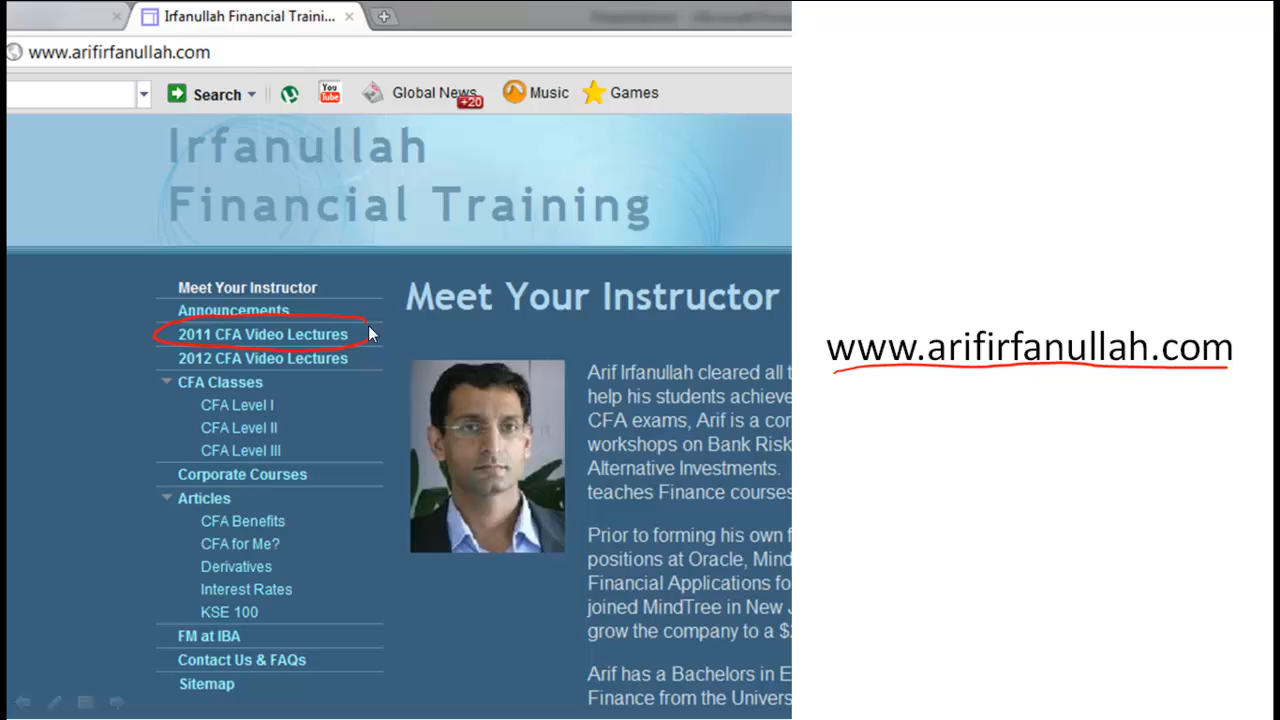 Irfanullah Financial Traini...
www.arifirfanullah.com
Search
You
Tube
Global News
+20
Music
Games
Irfanullah
Financial Training
Meet Your Instructor
Announcements
2011 CFA Video Lectures
2012 CFA Video Lectures
CFA Classes
CFA Level I
CFA Level II
CFA Level III
Corporate Courses
Articles
CFA Benefits
CFA for Me?
Derivatives
Interest Rates
KSE 100
FM at IBA
Contact Us & FAQs
Sitemap
Meet Your Instructor
Arif Irfanullah cleared all
help his students achieve
CFA exams, Arif is a
workshops on Bank Risk
Alternative Investments.
teaches Finance courses
Prior to forming his own
positions at Oracle,
Financial Applications
joined MindTree in New
grow the company to a
Arif has a Bachelors in
Finance from the
www.arifirfanullah.com